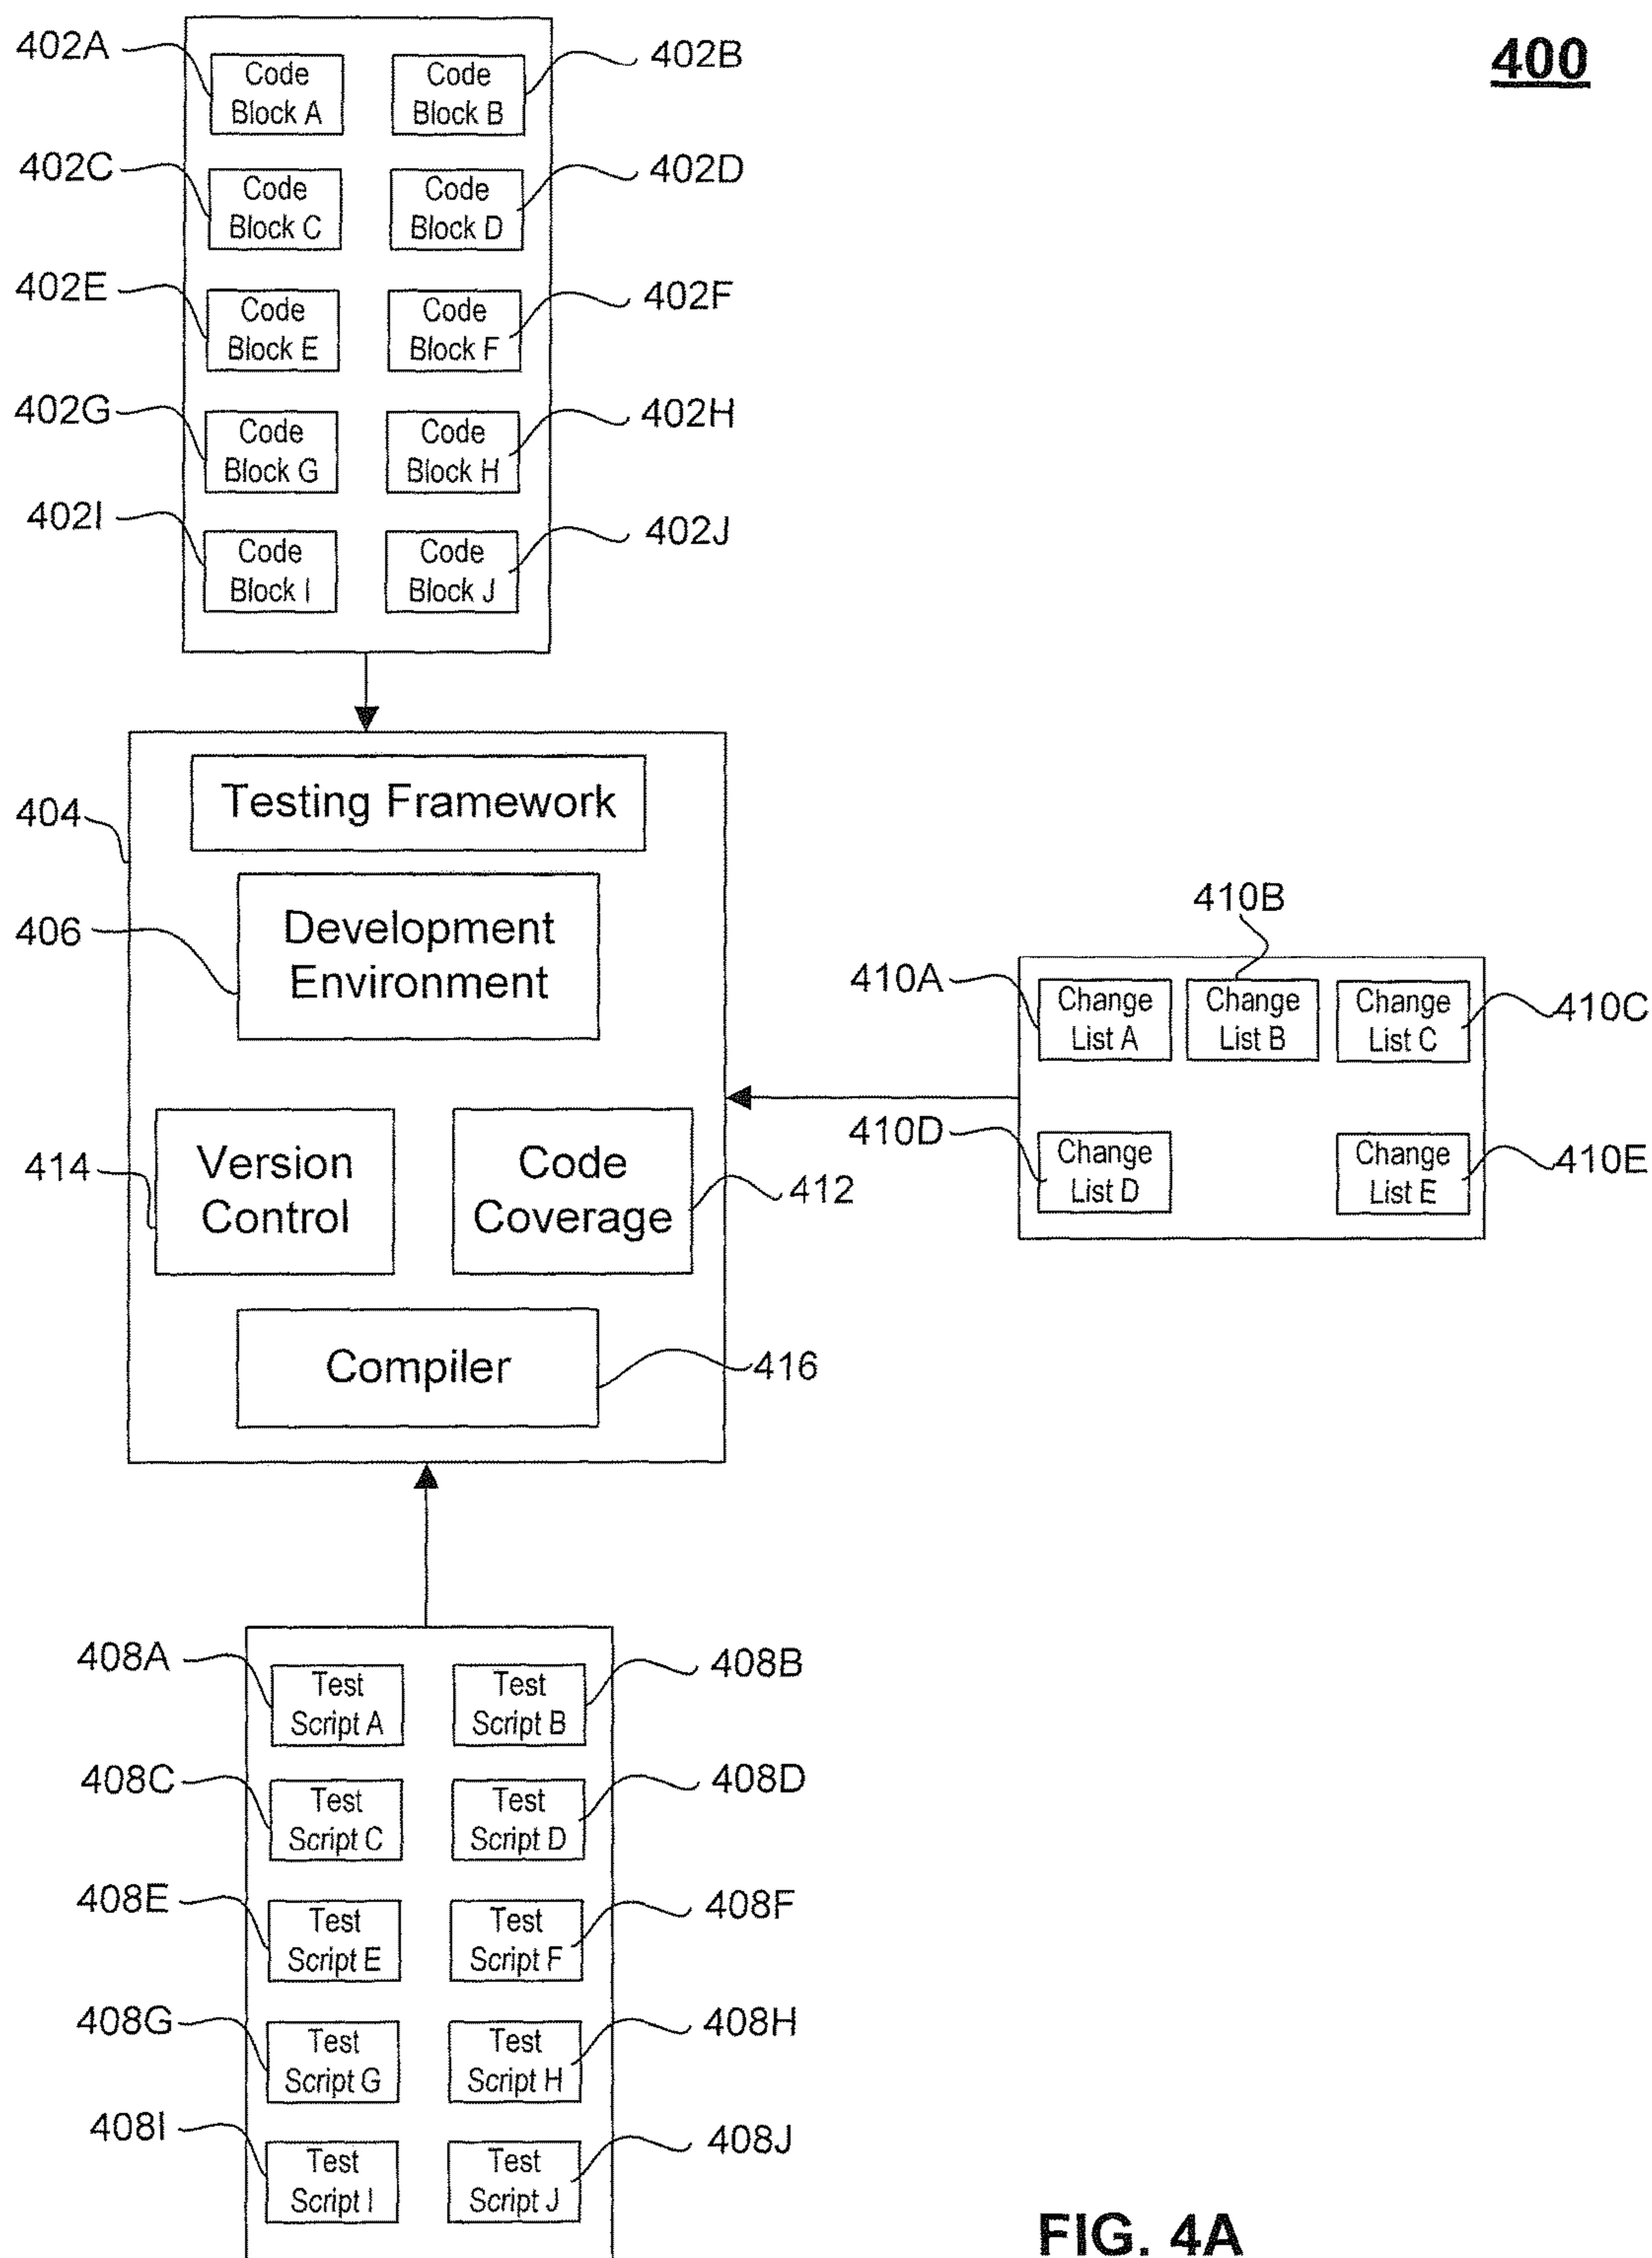 400
402A
Code
Block A
Code
Block B
402B
402C
Code
Block C
Code
Block D
402D
402E
Code
Block E
Code
Block F
402F
402G
Code
Block G
Code
Block H
402H
402I
Code
Block I
Code
Block J
402J
404
Testing Framework
406
Development
Environment
414
Version
Control
Code
Coverage
412
Compiler
416
410A
410B
410C
Change
List A
Change
List B
Change
List C
410D
Change
List D
Change
List E
410E
408A
Test
Script A
Test
Script B
408B
408C
Test
Script C
Test
Script D
408D
408E
Test
Script E
Test
Script F
408F
408G
Test
Script G
Test
Script H
408H
408I
Test
Script I
Test
Script J
408J
FIG. 4A